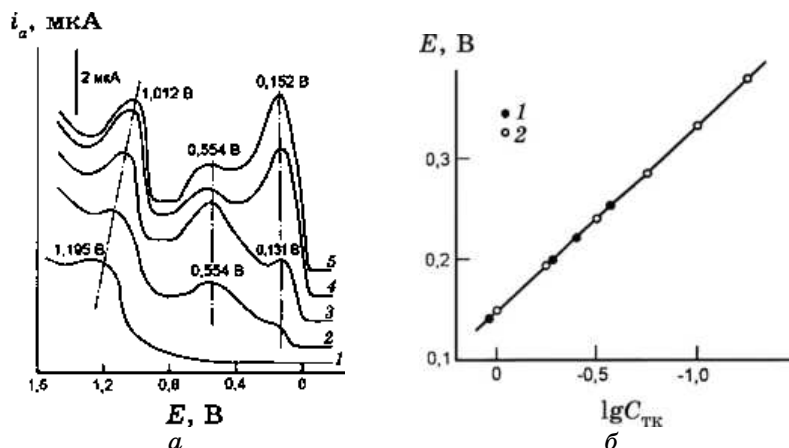 i_a, мкА
2 мкА
1,012 В
0,152 В
0,554 В
1,195 В
0,554 В
0,131 В
5
4
3
2
1
1,5 1,2 0,8 0,4 0
E, В
а
E, В
1
2
0,3
0,2
0,1
0 -0,5 -1,0
lgC_ТК
б